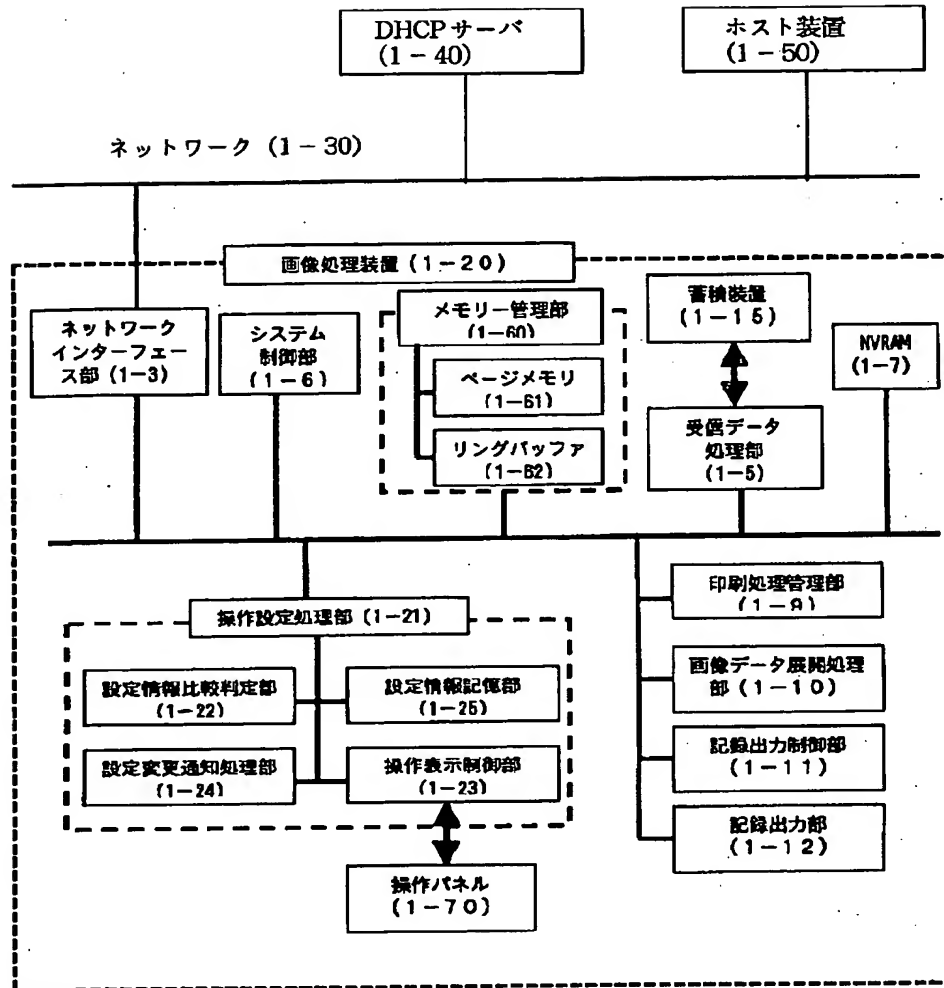 DHCPサーバ
(1－40)
ホスト装置
(1－50)
ネットワーク (1－30)
画像処理装置 (1－20)
ネットワーク
インターフェー
ス部 (1－3)
システム
制御部
(1－6)
メモリー管理部
(1－60)
ページメモリ
(1－61)
リングバッファ
(1－62)
蓄積装置
(1－15)
受信データ
処理部
(1－5)
NVRAM
(1－7)
操作設定処理部 (1－21)
設定情報比較判定部
(1－22)
設定情報記憶部
(1－25)
設定変更通知処理部
(1－24)
操作表示制御部
(1－23)
操作パネル
(1－70)
印刷処理管理部
(1－9)
画像データ展開処理
部 (1－10)
記録出力制御部
(1－11)
記録出力部
(1－12)